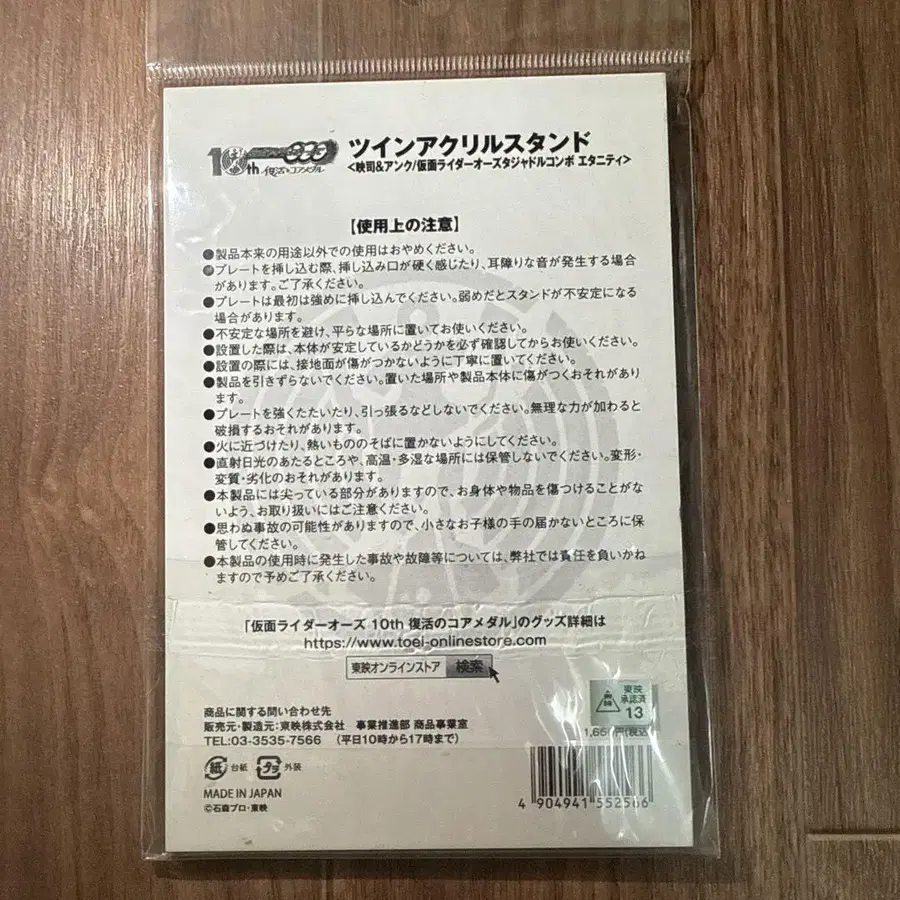 10th 復活のコアメダル
ツインアクリルスタンド
<映司&アンク/仮面ライダーオーズタジャドルコンボ エタニティ>
【使用上の注意】
●製品本来の用途以外での使用はおやめください。
●プレートを挿し込む際、挿し込み口が硬く感じたり、耳障りな音が発生する場合
があります。ご了承ください。
●プレートは最初は強めに挿し込んでください。弱めだとスタンドが不安定になる
場合があります。
●不安定な場所を避け、平らな場所に置いてお使いください。
●設置した際は、本体が安定しているかどうかを必ず確認してからお使いください。
●設置の際には、接地面が傷がつかないように丁寧に置いてください。
●製品を引きずらないでください。置いた場所や製品本体に傷がつくおそれがあり
ます。
●プレートを強くたたいたり、引っ張るなどしないでください。無理な力が加わると
破損するおそれがあります。
●火に近づけたり、熱いもののそばに置かないようにしてください。
●直射日光のあたるところや、高温・多湿な場所には保管しないでください。変形・
変質・劣化のおそれがあります。
●本製品には尖っている部分がありますので、お身体や物品を傷つけることがな
いよう、お取り扱いにはご注意ください。
●思わぬ事故の可能性がありますので、小さなお子様の手の届かないところに保
管してください。
●本製品の使用時に発生した事故や故障等については、弊社では責任を負いかね
ますので予めご了承ください。
「仮面ライダーオーズ 10th 復活のコアメダル」のグッズ詳細は
https://www.toei-onlinestore.com
東映オンラインストア 検索
商品に関する問い合わせ先
販売元・製造元:東映株式会社 事業推進部 商品事業室
TEL:03-3535-7566 (平日10時から17時まで)
東映
承認済
13
1,650円(税込)
紙 台紙 プラ 外装
MADE IN JAPAN
©石森プロ・東映
4 904941 552566